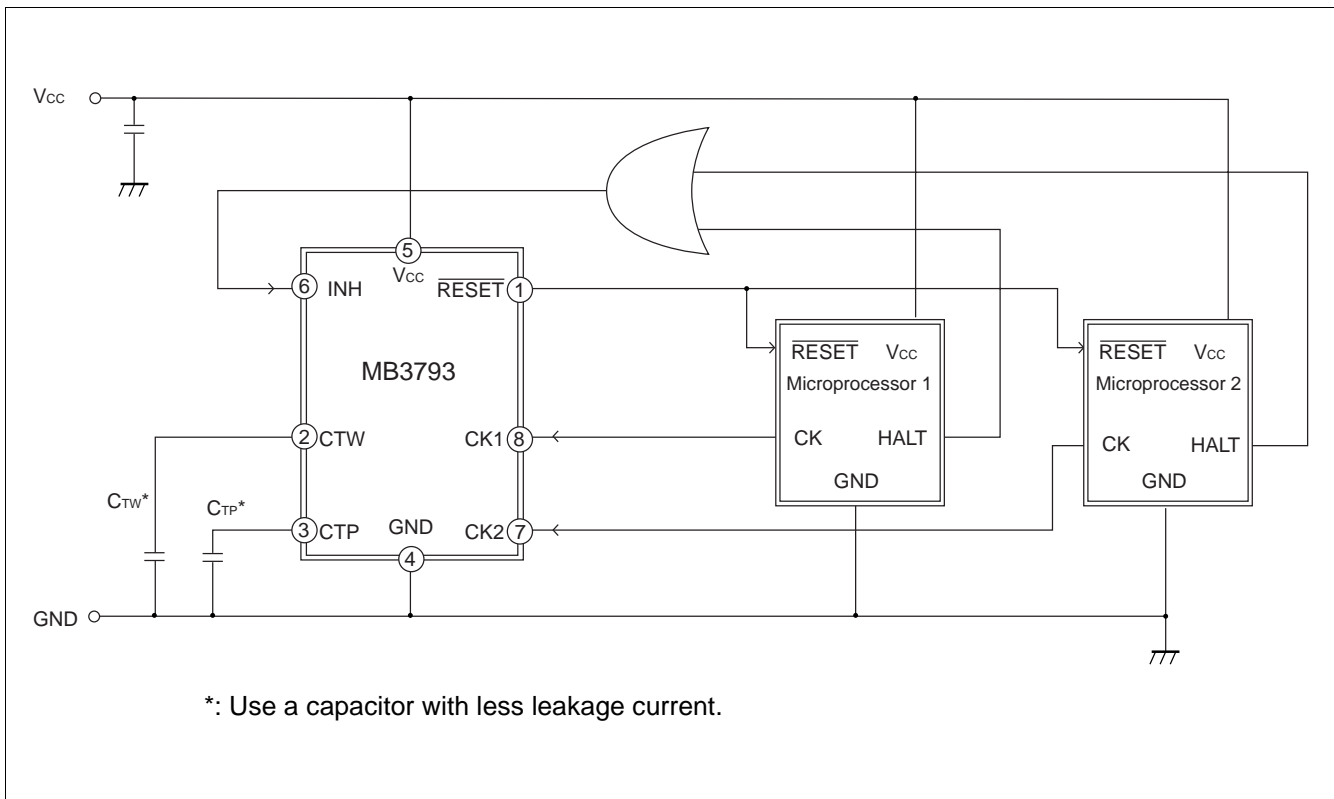 VCC
5
VCC
6 INH
RESET 1
MB3793
2 CTW
CK1 8
CTW*
CTP*
3 CTP
GND
CK2 7
4
GND
RESET VCC
Microprocessor 1
CK HALT
GND
RESET VCC
Microprocessor 2
CK HALT
GND
*: Use a capacitor with less leakage current.